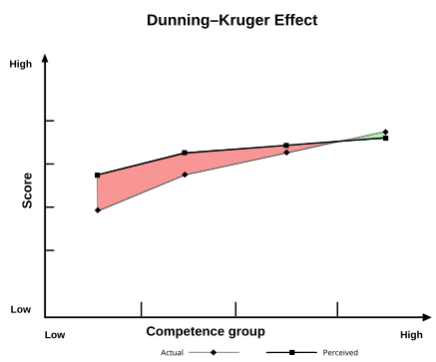 Dunning–Kruger Effect
High
Score
Low
Low
Competence group
High
Actual
Perceived